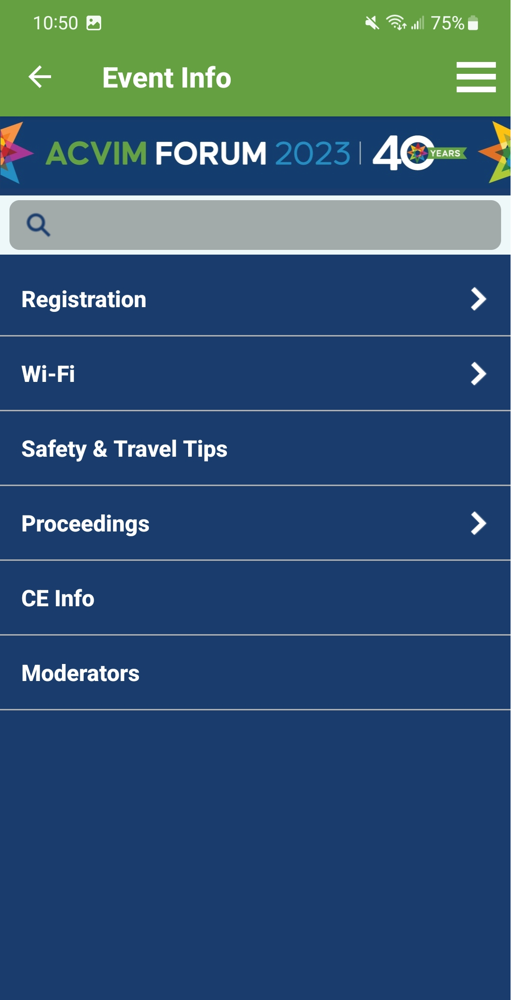 10:50 75%
Event Info
ACVIM FORUM 2023 | 40 YEARS
Registration
Wi-Fi
Safety & Travel Tips
Proceedings
CE Info
Moderators